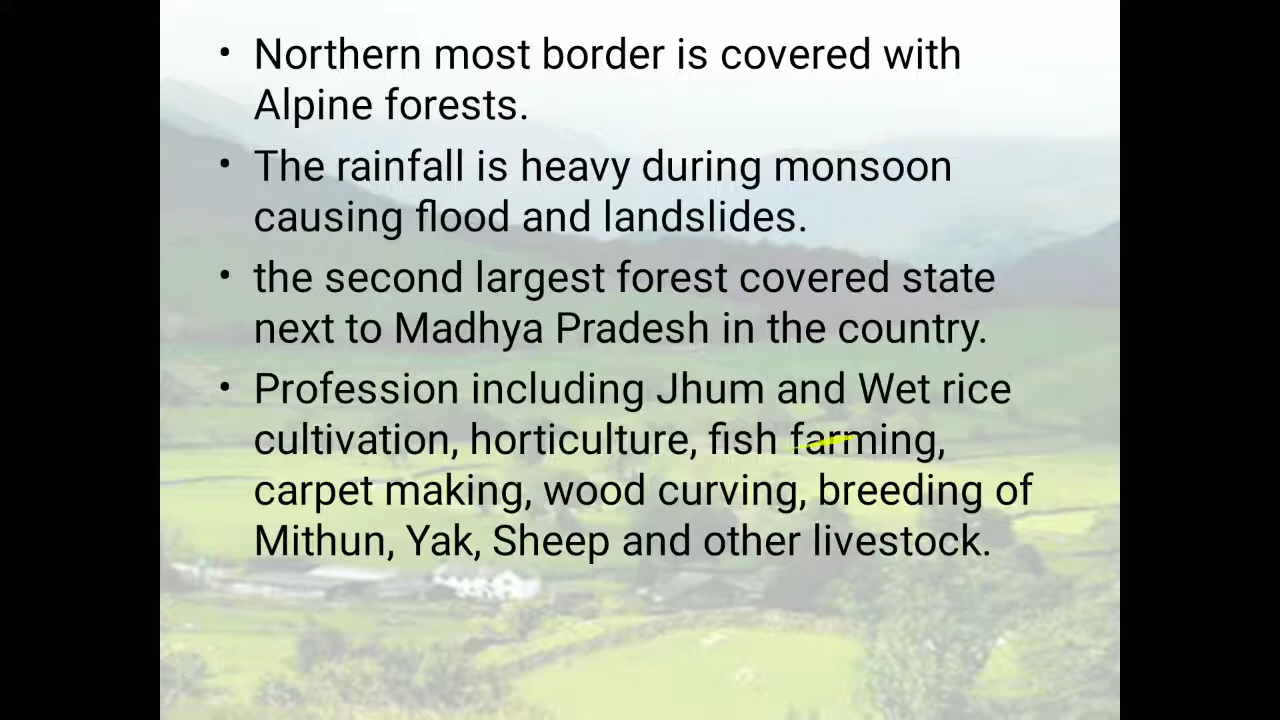 • Northern most border is covered with
Alpine forests.
• The rainfall is heavy during monsoon
causing flood and landslides.
• the second largest forest covered state
next to Madhya Pradesh in the country.
• Profession including Jhum and Wet rice
cultivation, horticulture, fish farming,
carpet making, wood curving, breeding of
Mithun, Yak, Sheep and other livestock.